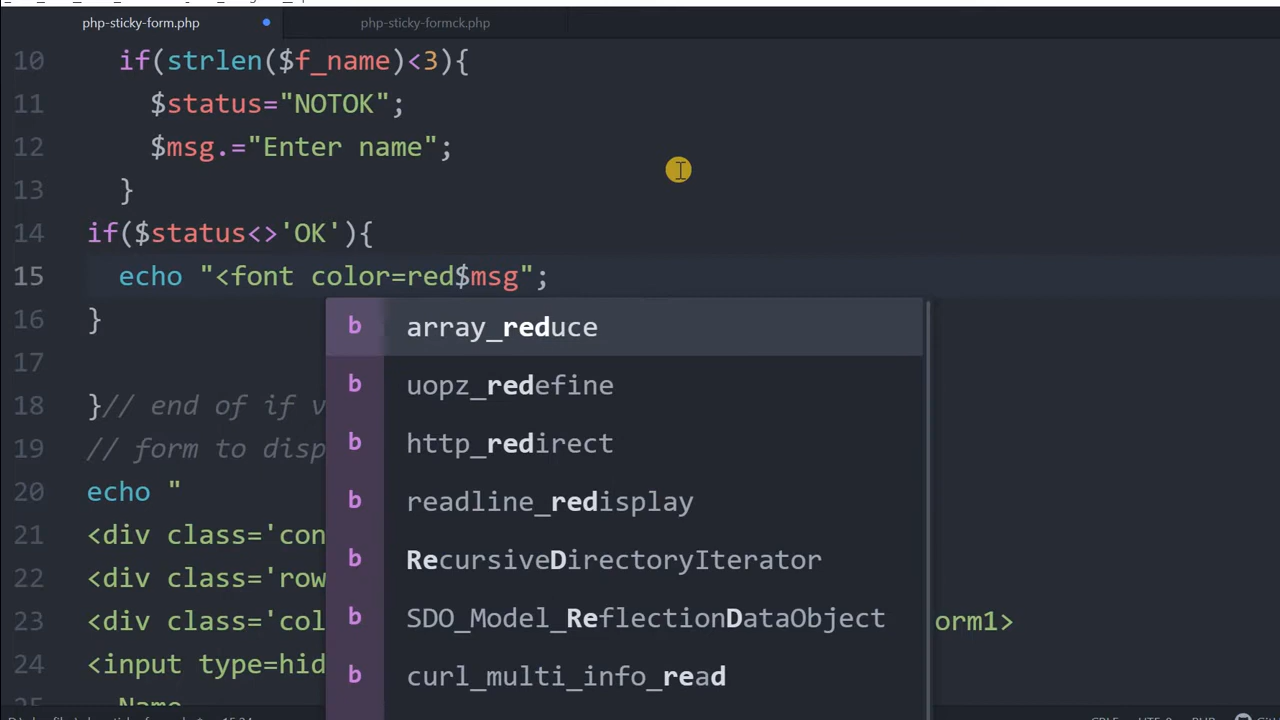 php-sticky-form.php php-sticky-formck.php
10 if(strlen($f_name)<3){
11 $status="NOTOK";
12 $msg.="Enter name";
13 }
14 if($status<>'OK'){
15 echo "<font color=red$msg";
16 }
array_reduce
17
uopz_redefine
18 }// end of if v
http_redirect
19 // form to disp
20 echo "
readline_redisplay
21 <div class='con
RecursiveDirectoryIterator
22 <div class='row
23 <div class='col orm1>
SDO_Model_ReflectionDataObject
24 <input type=hid
curl_multi_info_read
Name